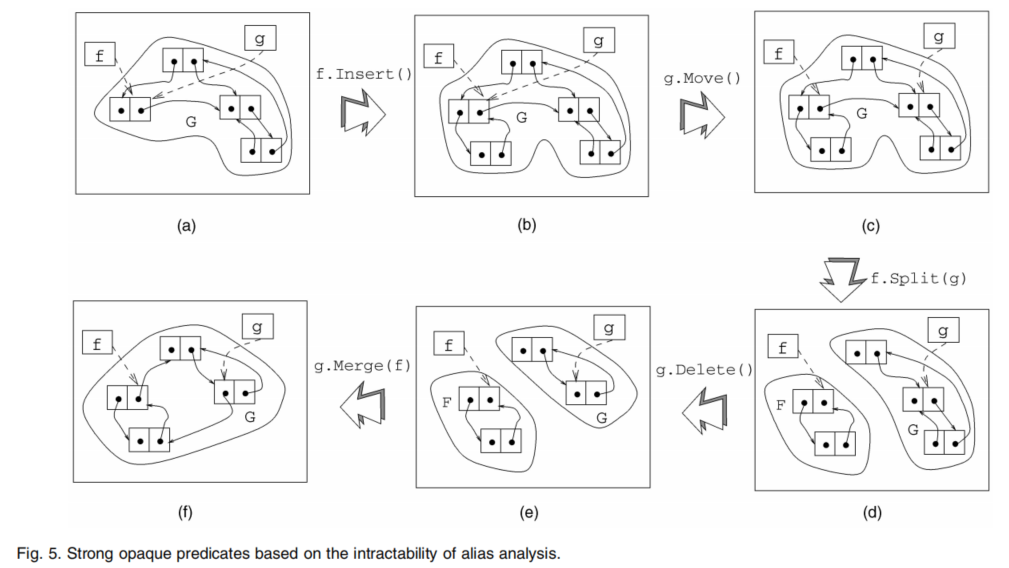 f
g
G
(a)
f.Insert()
f
g
G
(b)
g.Move()
f
g
G
(c)
f.Split(g)
f
g
F
G
(d)
g.Delete()
f
g
F
G
(e)
g.Merge(f)
f
g
G
(f)
Fig. 5. Strong opaque predicates based on the intractability of alias analysis.